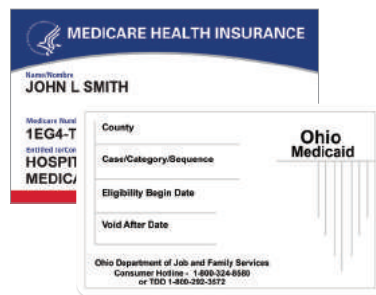 MEDICARE HEALTH INSURANCE
Name/Nombre
JOHN L SMITH
Medicare Num
1EG4-T
Entitled to/Con
HOSPIT
MEDICA
County
Case/Category/Sequence
Eligibility Begin Date
Void After Date
Ohio
Medicaid
Ohio Department of Job and Family Services
Consumer Hotline - 1-800-324-8680
or TDD 1-800-292-3572